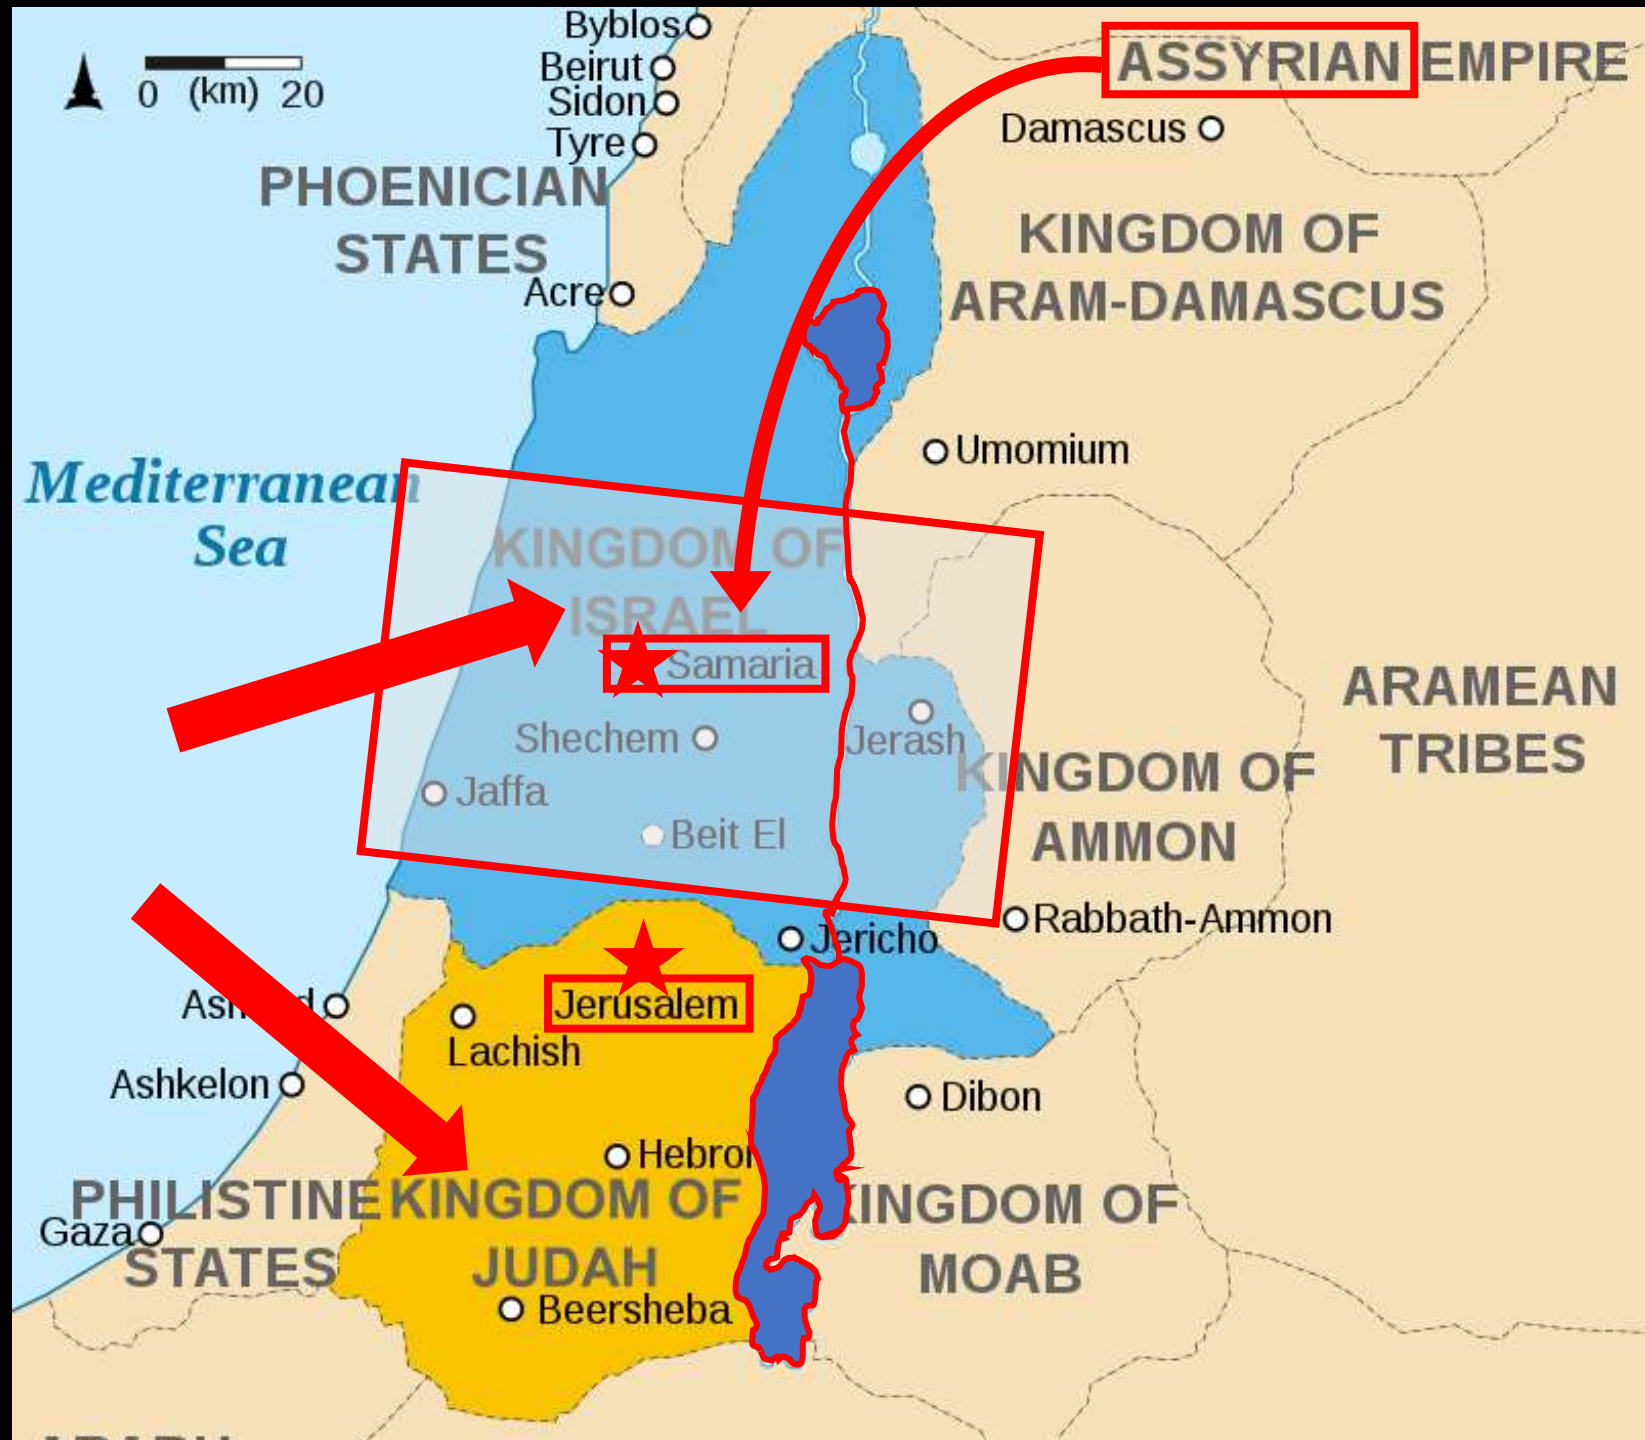 Byblos
Beirut
Sidon
Tyre
0 (km) 20
ASSYRIAN EMPIRE
Damascus
PHOENICIAN
STATES
Acre
KINGDOM OF
ARAM-DAMASCUS
Umomium
Mediterranean
Sea
KINGDOM OF
ISRAEL
Samaria
Shechem
Jerash
Jaffa
Beit El
KINGDOM OF
AMMON
ARAMEAN
TRIBES
Rabbath-Ammon
Jericho
Jerusalem
Lachish
Ashkelon
Dibon
Hebron
PHILISTINE
STATES
Gaza
KINGDOM OF
JUDAH
Beersheba
KINGDOM OF
MOAB